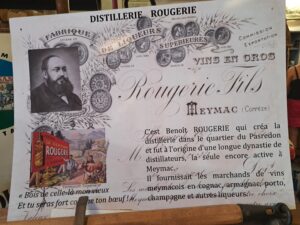 DISTILLERIE ROUGERIE
FABRIQUE
DE LIQUEURS
SUPÉRIEURES
COMMISSION
Exportation
VINS EN GROS
Rougerie Fils
MEYMAC (Corrèze)
ROUGERIE
C'est Benoît ROUGERIE qui créa la
distillerie dans le quartier du Pasredon
et fut à l'origine d'une longue dynastie de
distillateurs, la seule encore active à
Meymac.
Il fournissait les marchands de vins
meymacois en cognac, armagnac, porto,
champagne et autres liqueurs.
« Bois de celle-là mon vieux
Et tu seras fort comme ton bœuf !